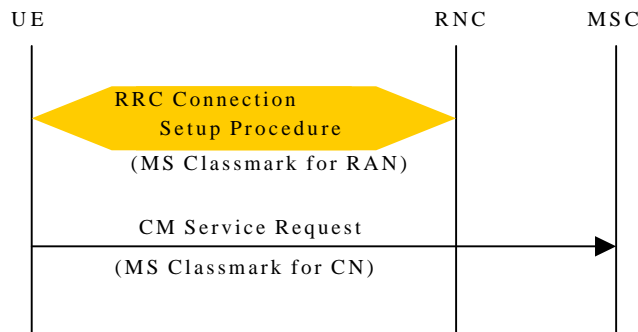 UE RNC MSC
RRC Connection
Setup Procedure
(MS Classmark for RAN)
CM Service Request
(MS Classmark for CN)